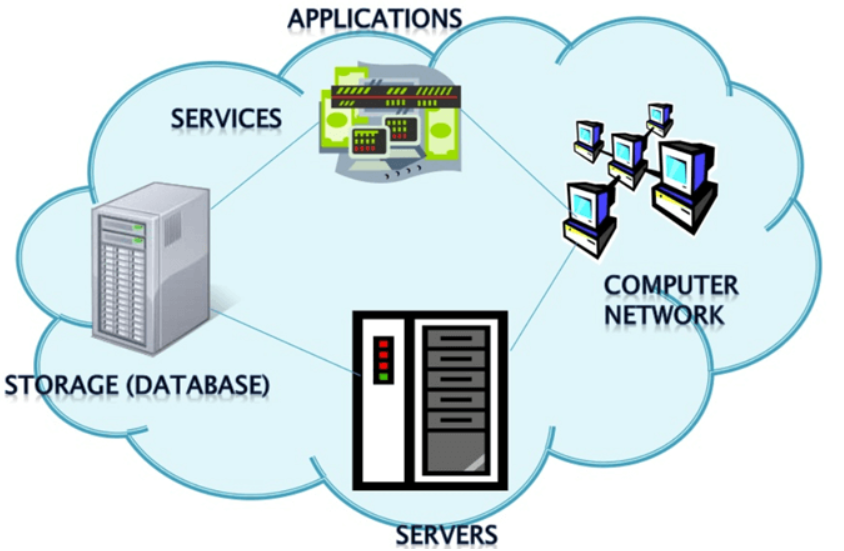 APPLICATIONS
SERVICES
COMPUTER
NETWORK
STORAGE (DATABASE)
SERVERS